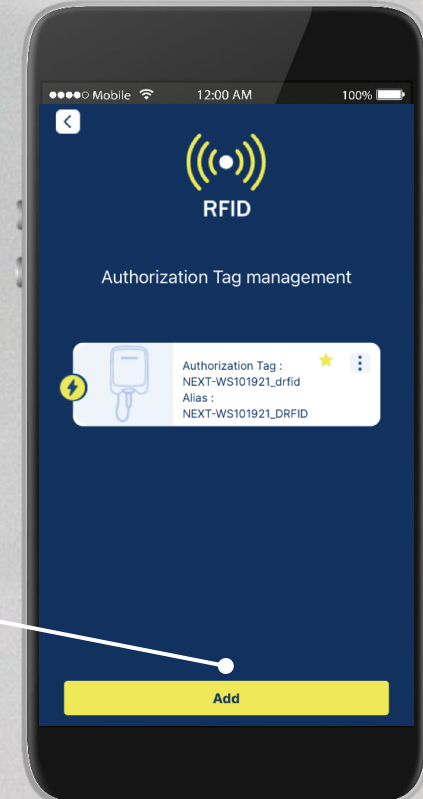 Mobile 12:00 AM 100%
RFID
Authorization Tag management
Authorization Tag :
NEXT-WS101921_drfid
Alias :
NEXT-WS101921_DRFID
Add